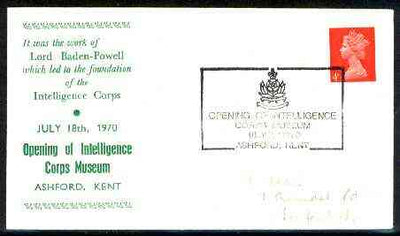 It was the work of
Lord Baden-Powell
which led to the foundation
of the
Intelligence Corps
JULY 18th, 1970
Opening of Intelligence
Corps Museum
ASHFORD, KENT
OPENING OF INTELLIGENCE
CORPS MUSEUM
ASHFORD, KENT